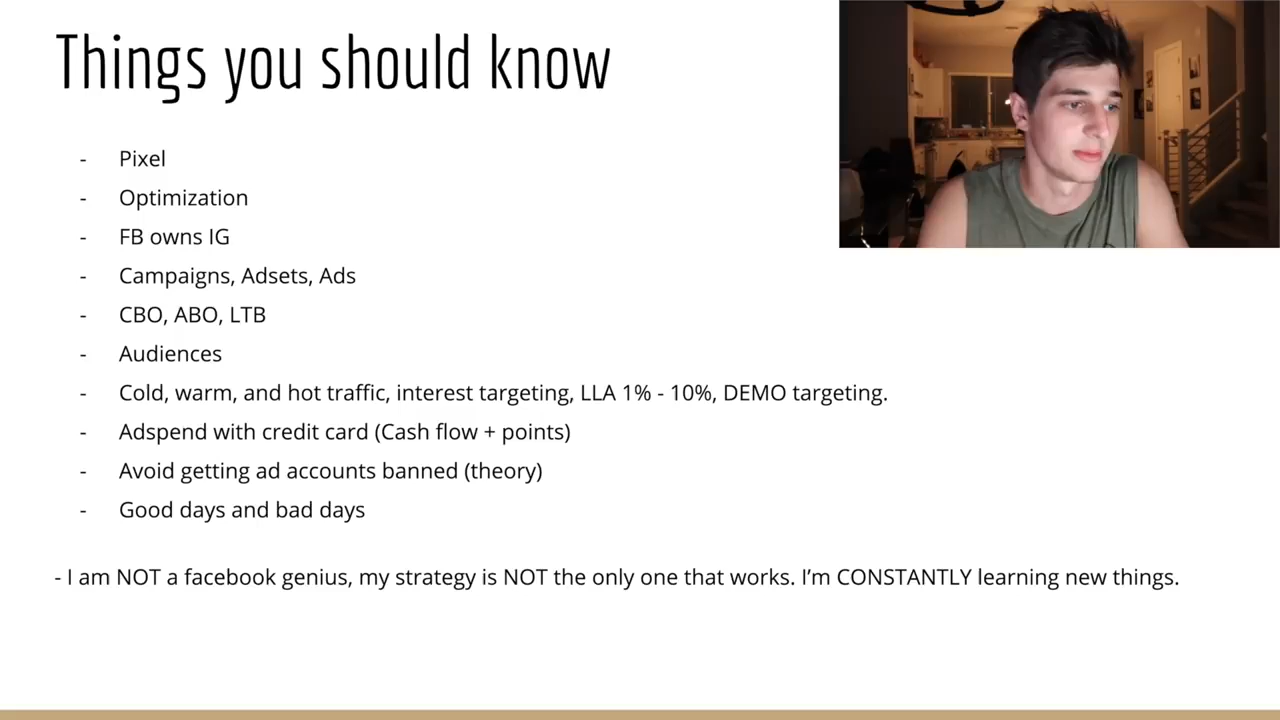 Things you should know
- Pixel
- Optimization
- FB owns IG
- Campaigns, Adsets, Ads
- CBO, ABO, LTB
- Audiences
- Cold, warm, and hot traffic, interest targeting, LLA 1% - 10%, DEMO targeting.
- Adspend with credit card (Cash flow + points)
- Avoid getting ad accounts banned (theory)
- Good days and bad days
- I am NOT a facebook genius, my strategy is NOT the only one that works. I’m CONSTANTLY learning new things.